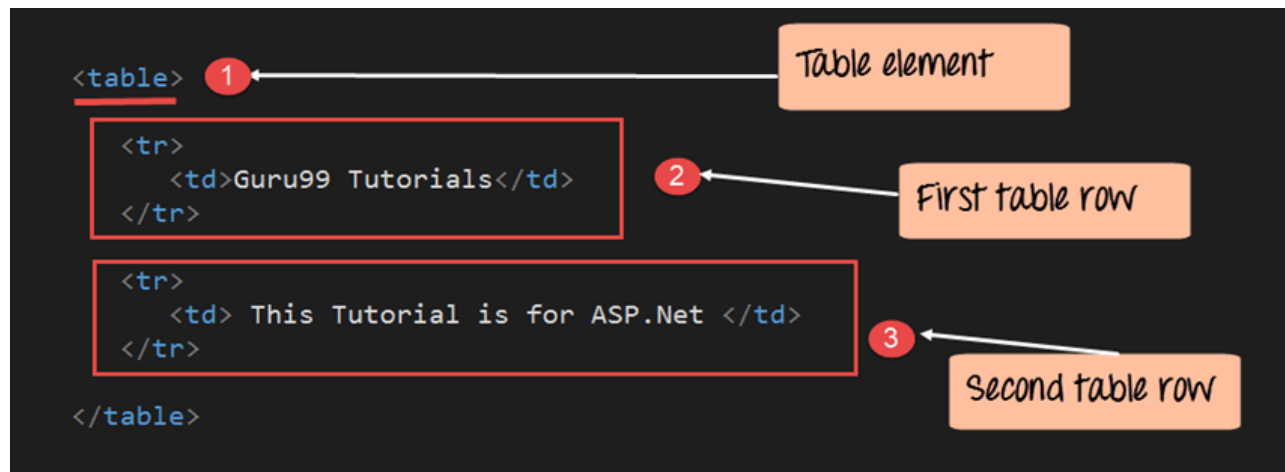 <table> 1 Table element
<tr>
<td>Guru99 Tutorials</td> 2
</tr> First table row
<tr>
<td> This Tutorial is for ASP.Net </td>
</tr> 3
Second table row
</table>